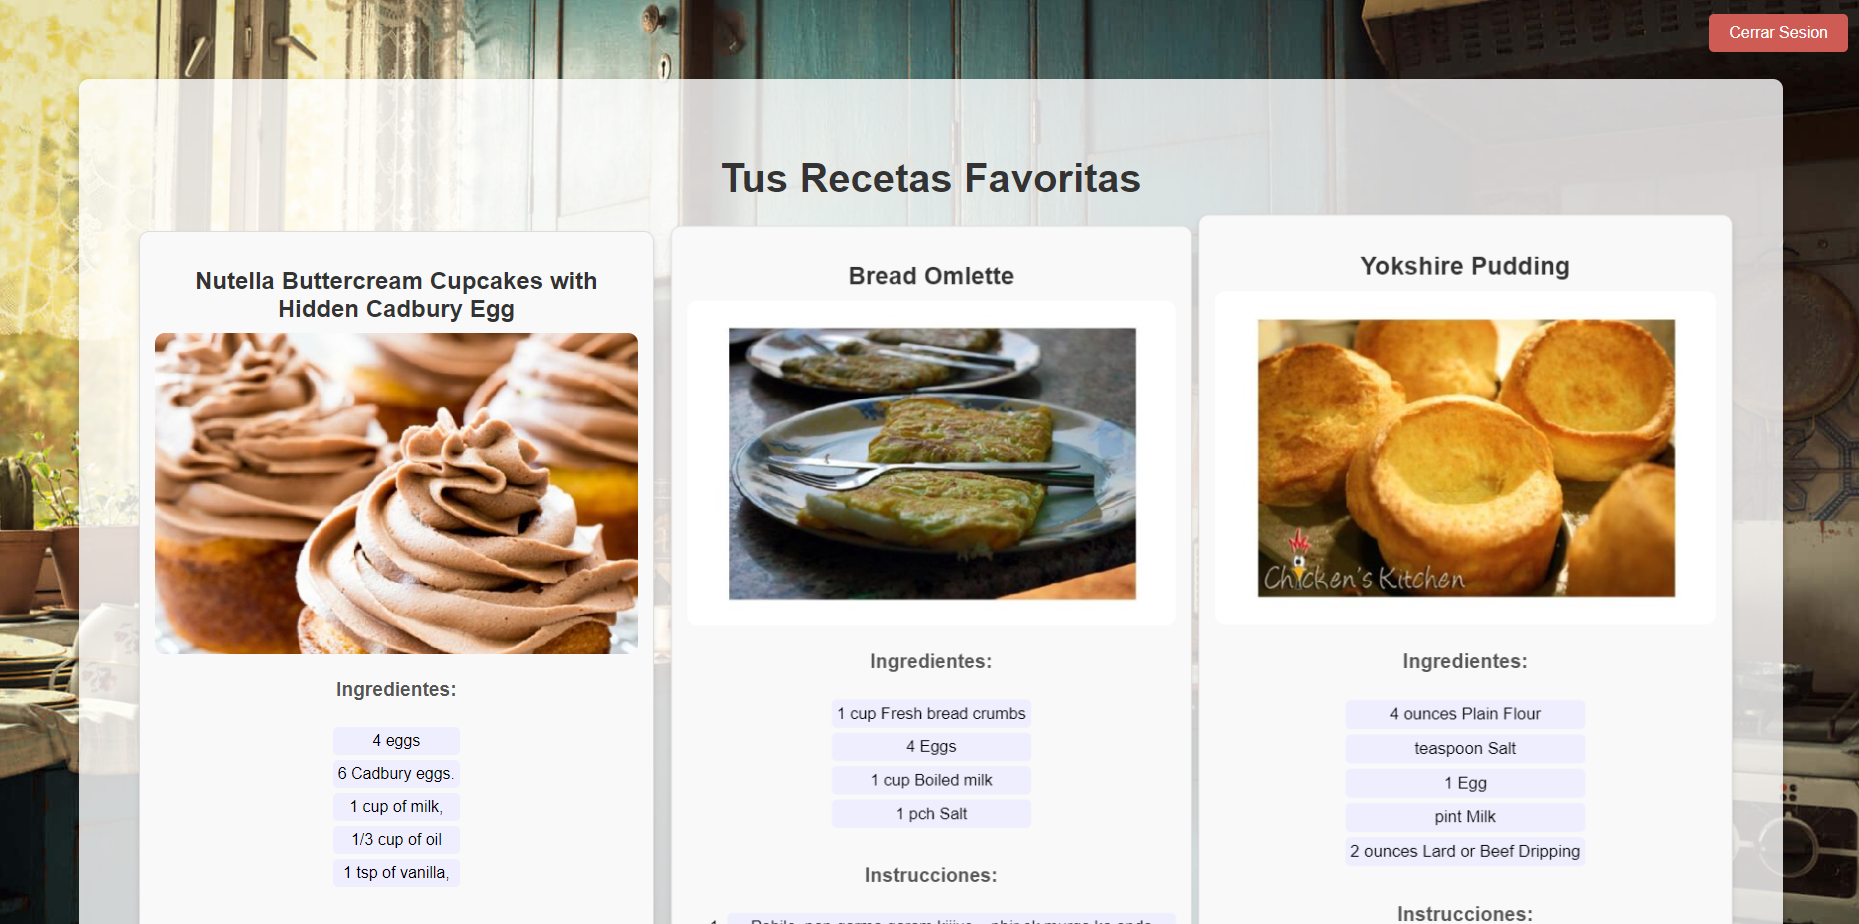 Cerrar Sesion
Tus Recetas Favoritas
Nutella Buttercream Cupcakes with
Hidden Cadbury Egg
Ingredientes:
4 eggs
6 Cadbury eggs.
1 cup of milk,
1/3 cup of oil
1 tsp of vanilla,
Bread Omlette
Ingredientes:
1 cup Fresh bread crumbs
4 Eggs
1 cup Boiled milk
1 pch Salt
Instrucciones:
Yokshire Pudding
Chicken's Kitchen
Ingredientes:
4 ounces Plain Flour
teaspoon Salt
1 Egg
pint Milk
2 ounces Lard or Beef Dripping
Instrucciones: